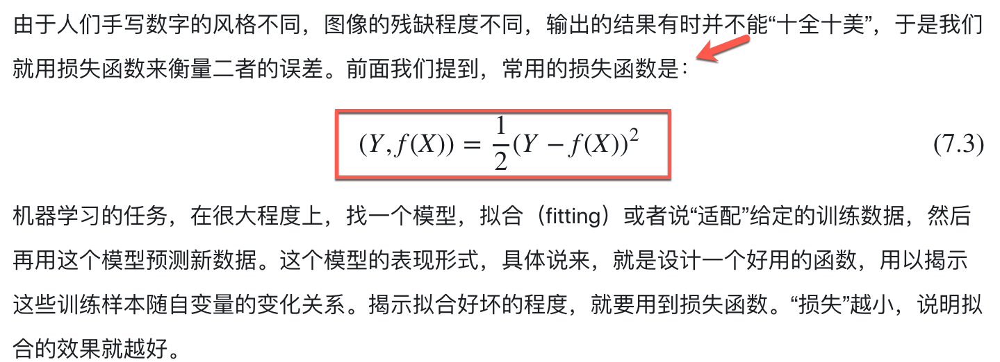 由于人们手写数字的风格不同，图像的残缺程度不同，输出的结果有时并不能“十全十美”，于是我们
就用损失函数来衡量二者的误差。前面我们提到，常用的损失函数是：
(Y, f(X)) = \frac{1}{2}(Y − f(X))^2 (7.3)
机器学习的任务，在很大程度上，找一个模型，拟合（fitting）或者说“适配”给定的训练数据，然后
再用这个模型预测新数据。这个模型的表现形式，具体说来，就是设计一个好用的函数，用以揭示
这些训练样本随自变量的变化关系。揭示拟合好坏的程度，就要用到损失函数。“损失”越小，说明拟
合的效果就越好。